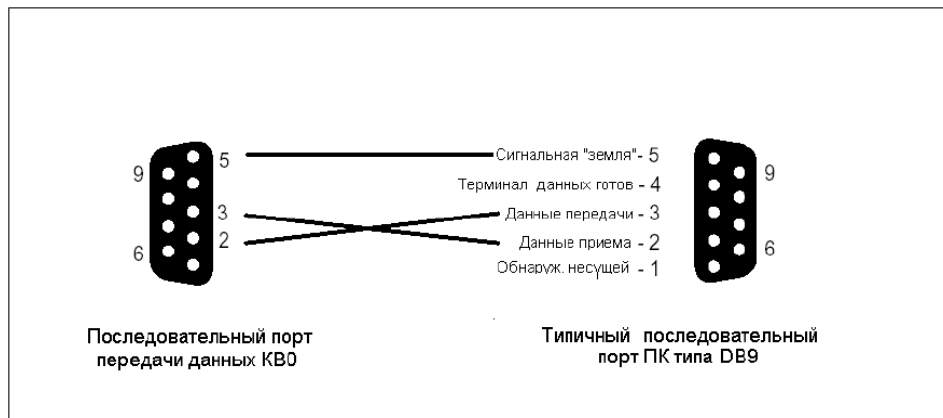 5
9
3
2
6
Сигнальная "земля"- 5
Терминал данных готов - 4
Данные передачи - 3
Данные приема - 2
Обнаруж. несущей - 1
9
6
Последовательный порт
передачи данных КВ0
Типичный последовательный
порт ПК типа DB9